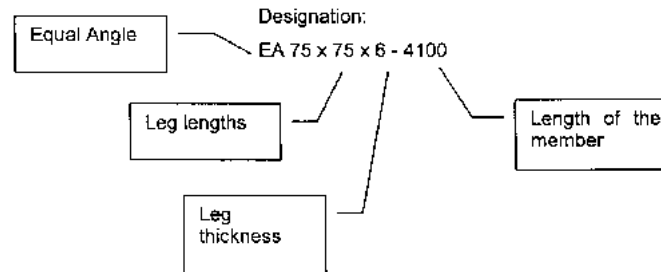 Designation:
Equal Angle
EA 75 x 75 x 6 - 4100
Leg lengths
Length of the
member
Leg
thickness